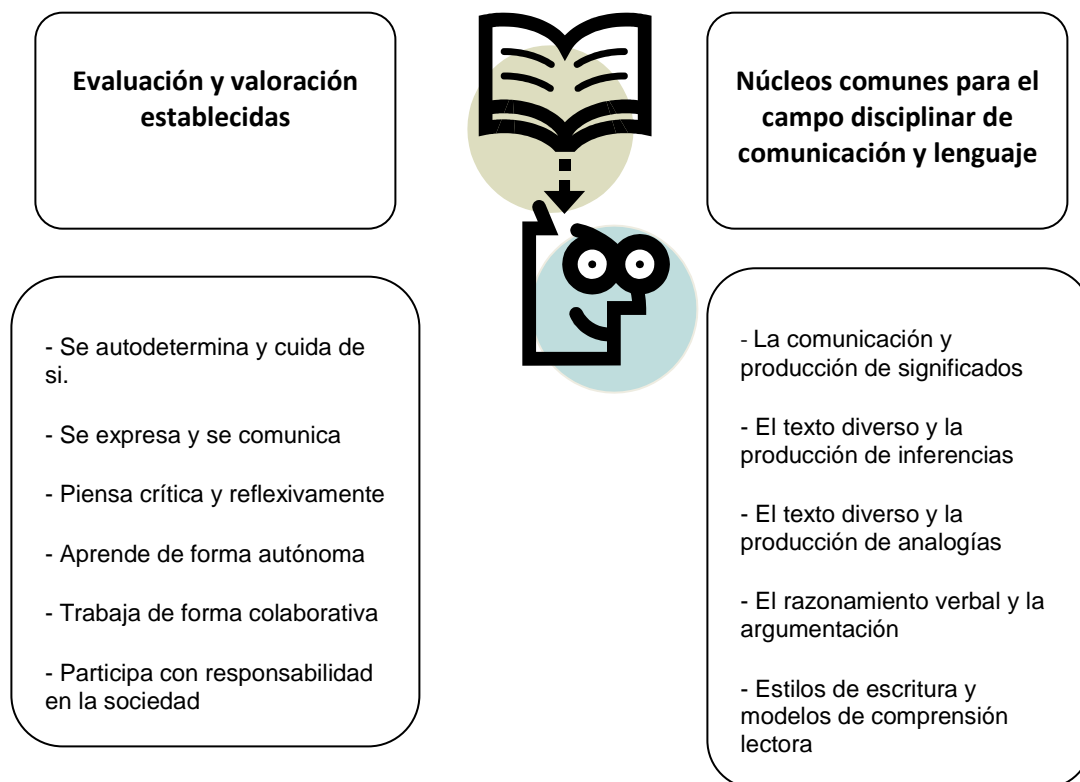 Evaluación y valoración
establecidas
- Se autodetermina y cuida de
si.
- Se expresa y se comunica
- Piensa crítica y reflexivamente
- Aprende de forma autónoma
- Trabaja de forma colaborativa
- Participa con responsabilidad
en la sociedad
Núcleos comunes para el
campo disciplinar de
comunicación y lenguaje
- La comunicación y
producción de significados
- El texto diverso y la
producción de inferencias
- El texto diverso y la
producción de analogías
- El razonamiento verbal y la
argumentación
- Estilos de escritura y
modelos de comprensión
lectora